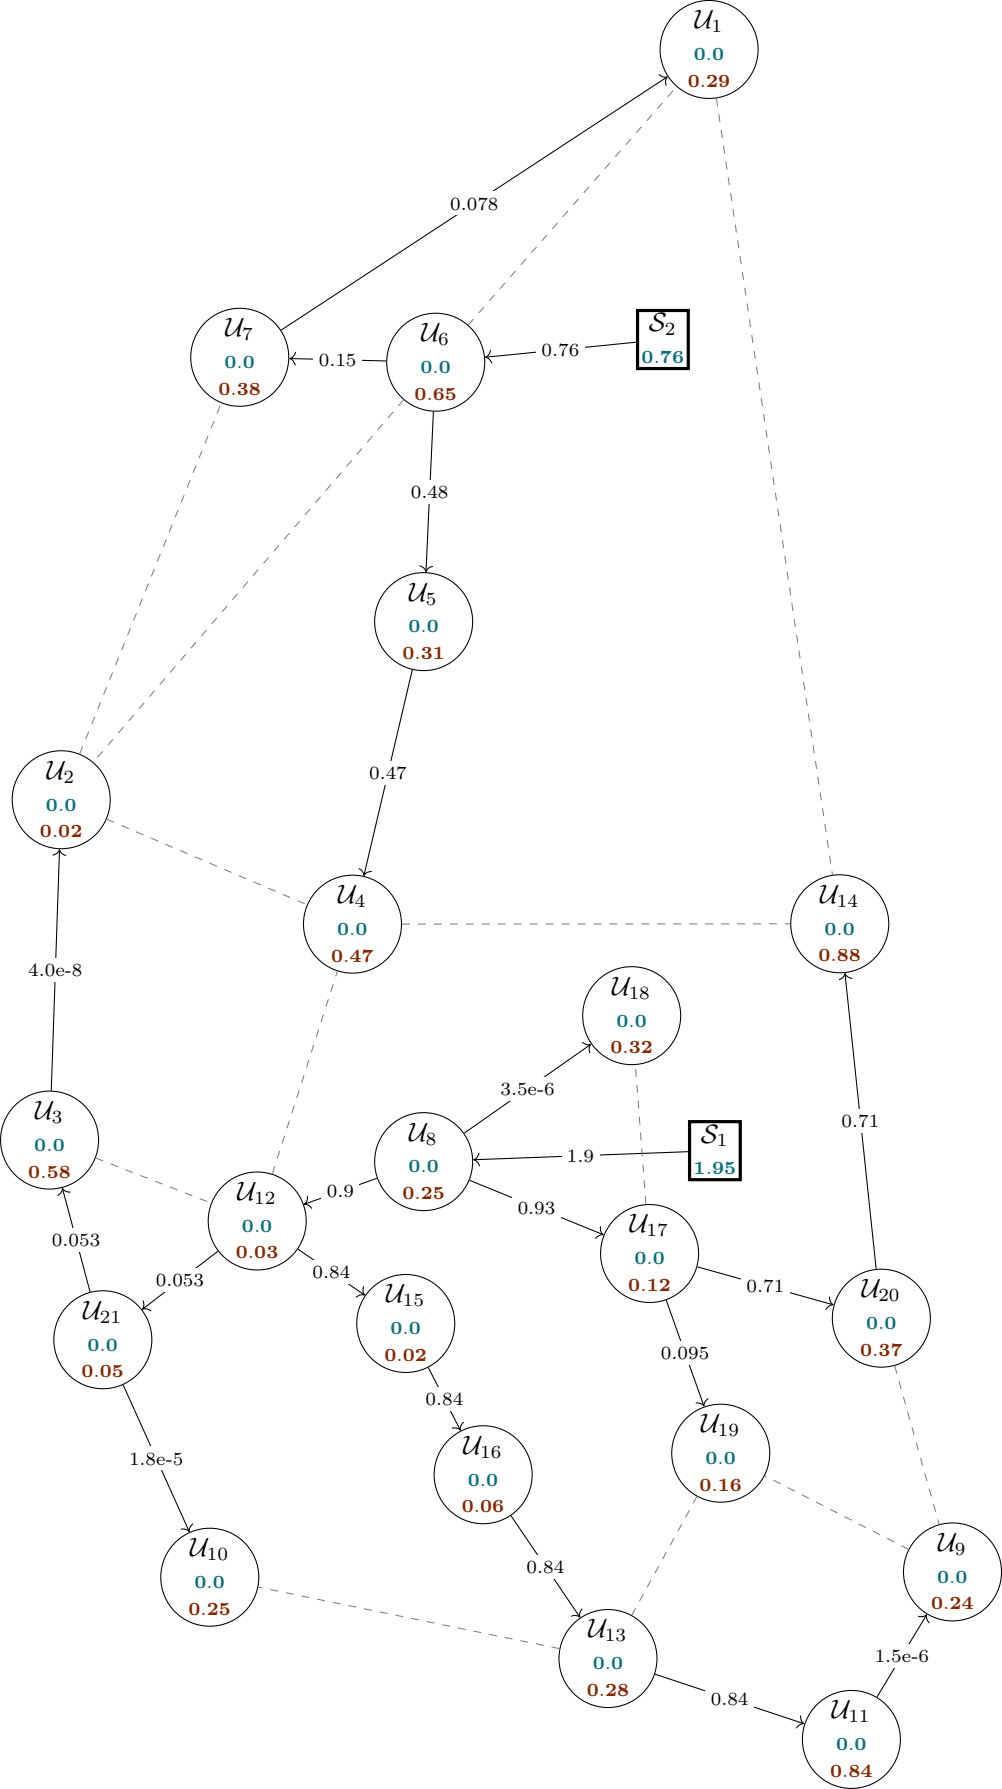 𝒰₁
0.0
0.29
0.078
𝒰₇
0.0
0.38
0.15
𝒰₆
0.0
0.65
0.76
𝒮₂
0.76
0.48
𝒰₅
0.0
0.31
0.47
𝒰₂
0.0
0.02
𝒰₄
0.0
0.47
𝒰₁₄
0.0
0.88
4.0e-8
𝒰₁₈
0.0
0.32
3.5e-6
0.71
𝒰₃
0.0
0.58
𝒰₈
0.0
0.25
1.9
𝒮₁
1.95
𝒰₁₂
0.0
0.03
0.9
0.93
𝒰₁₇
0.0
0.12
0.053
0.053
0.84
0.71
𝒰₂₁
0.0
0.05
𝒰₁₅
0.0
0.02
𝒰₂₀
0.0
0.37
0.095
0.84
1.8e-5
𝒰₁₆
0.0
0.06
𝒰₁₉
0.0
0.16
𝒰₁₀
0.0
0.25
0.84
𝒰₉
0.0
0.24
𝒰₁₃
0.0
0.28
1.5e-6
0.84
𝒰₁₁
0.0
0.84